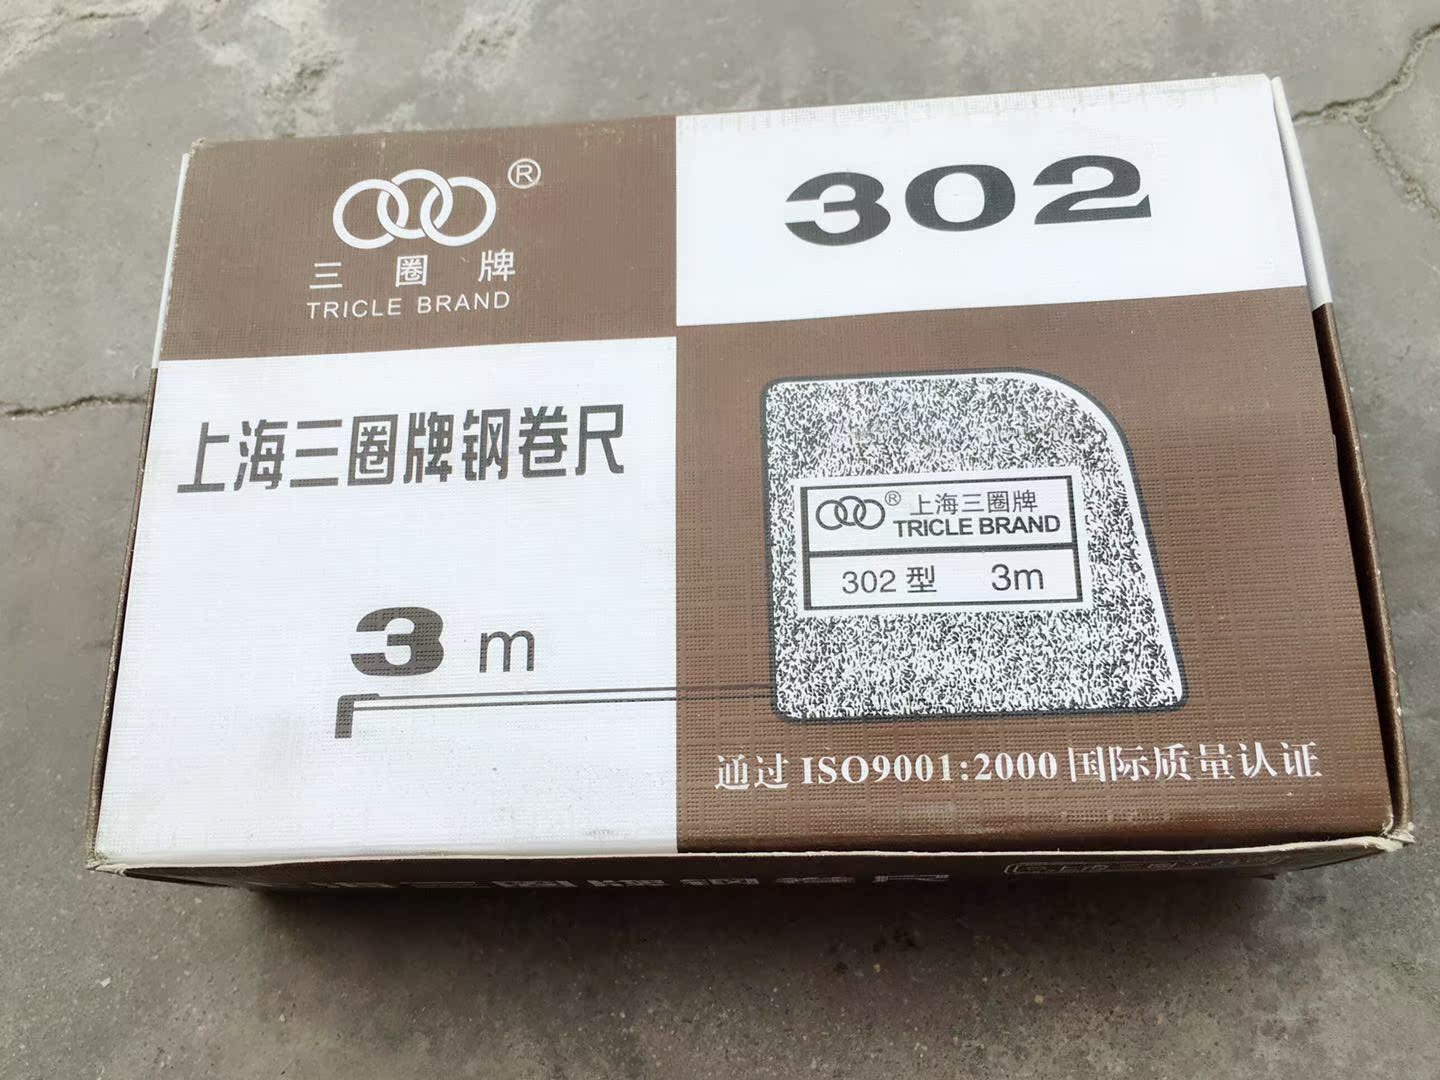 ®
三圈牌
TRICLE BRAND
302
上海三圈牌钢卷尺
3m
® 上海三圈牌
TRICLE BRAND
302型 3m
通过ISO9001:2000国际质量认证